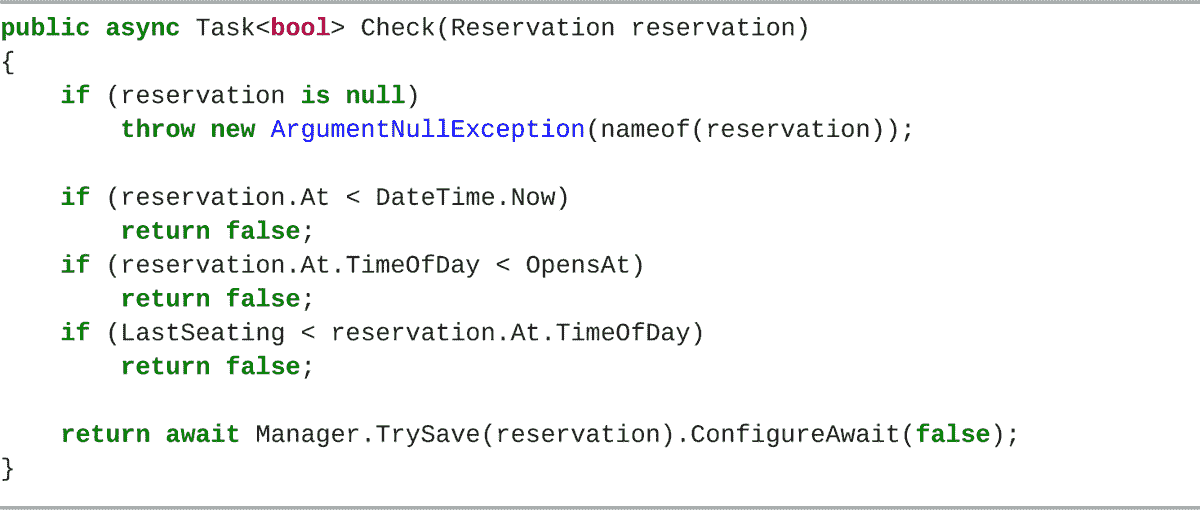 public async Task<bool> Check(Reservation reservation)
{
    if (reservation is null)
        throw new ArgumentNullException(nameof(reservation));

    if (reservation.At < DateTime.Now)
        return false;
    if (reservation.At.TimeOfDay < OpensAt)
        return false;
    if (LastSeating < reservation.At.TimeOfDay)
        return false;

    return await Manager.TrySave(reservation).ConfigureAwait(false);
}